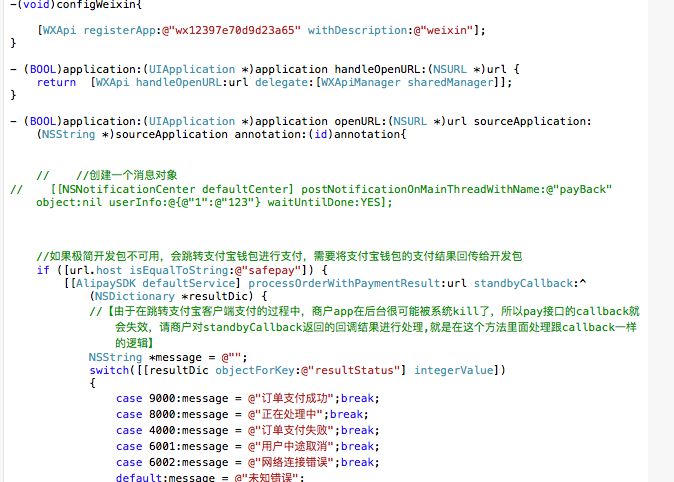 -(void)configWeixin{
[WXApi registerApp:@"wx12397e70d9d23a65" withDescription:@"weixin"];
}
- (BOOL)application:(UIApplication *)application handleOpenURL:(NSURL *)url {
return  [WXApi handleOpenURL:url delegate:[WXApiManager sharedManager]];
}
- (BOOL)application:(UIApplication *)application openURL:(NSURL *)url sourceApplication:
(NSString *)sourceApplication annotation:(id)annotation{
//    //创建一个消息对象
//    [[NSNotificationCenter defaultCenter] postNotificationOnMainThreadWithName:@"payBack"
object:nil userInfo:@{@"1":@"123"} waitUntilDone:YES];
//如果极简开发包不可用，会跳转支付宝钱包进行支付，需要将支付宝钱包的支付结果回传给开发包
if ([url.host isEqualToString:@"safepay"]) {
[[AlipaySDK defaultService] processOrderWithPaymentResult:url standbyCallback:^
(NSDictionary *resultDic) {
//【由于在跳转支付宝客户端支付的过程中，商户app在后台很可能被系统kill了，所以pay接口的callback就
会失效，请商户对standbyCallback返回的回调结果进行处理,就是在这个方法里面处理跟callback一样
的逻辑】
NSString *message = @"";
switch([[resultDic objectForKey:@"resultStatus"] integerValue])
{
case 9000:message = @"订单支付成功";break;
case 8000:message = @"正在处理中";break;
case 4000:message = @"订单支付失败";break;
case 6001:message = @"用户中途取消";break;
case 6002:message = @"网络连接错误";break;
default:message = @"未知错误";